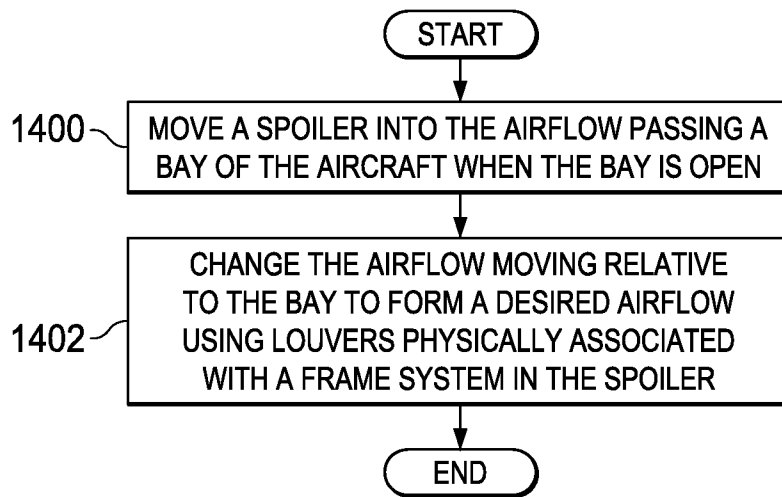 START
1400
MOVE A SPOILER INTO THE AIRFLOW PASSING A
BAY OF THE AIRCRAFT WHEN THE BAY IS OPEN
CHANGE THE AIRFLOW MOVING RELATIVE
TO THE BAY TO FORM A DESIRED AIRFLOW
1402
USING LOUVERS PHYSICALLY ASSOCIATED
WITH A FRAME SYSTEM IN THE SPOILER
END